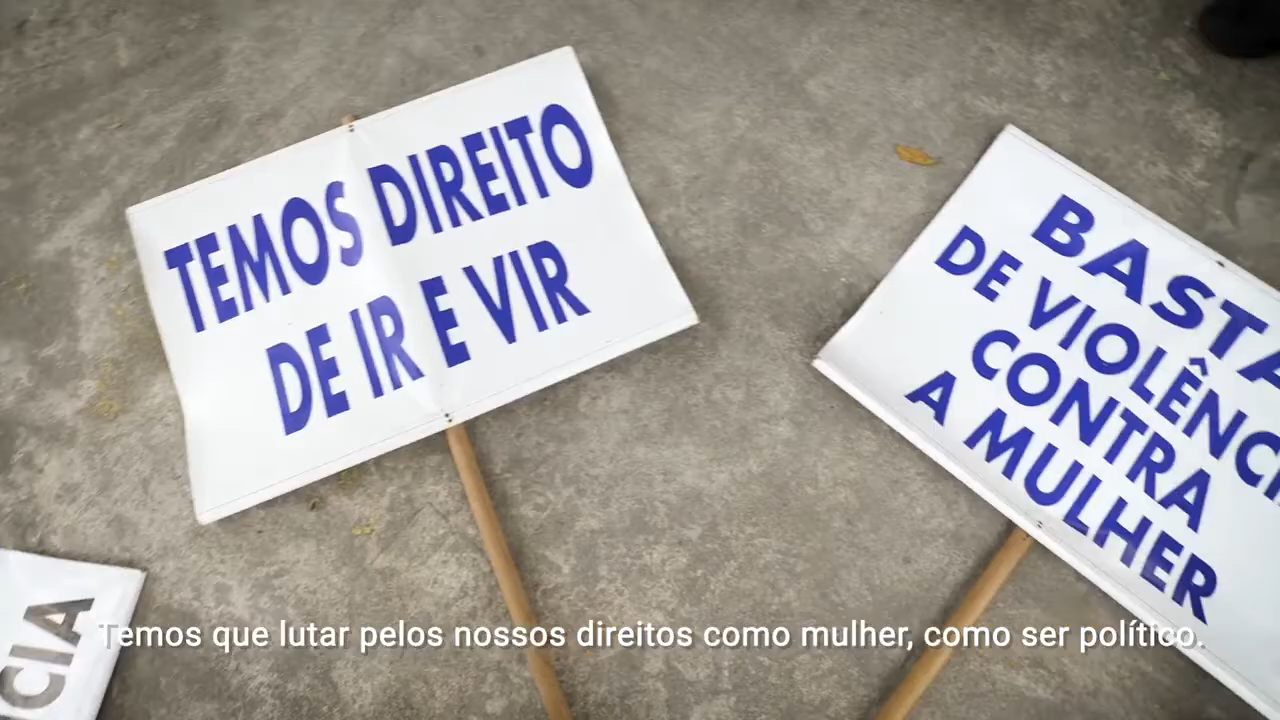 TEMOS DIREITO
DE IR E VIR
BASTA
DE VIOLÊNCI
CONTRA
A MULHER
CIA
Temos que lutar pelos nossos direitos como mulher, como ser político.